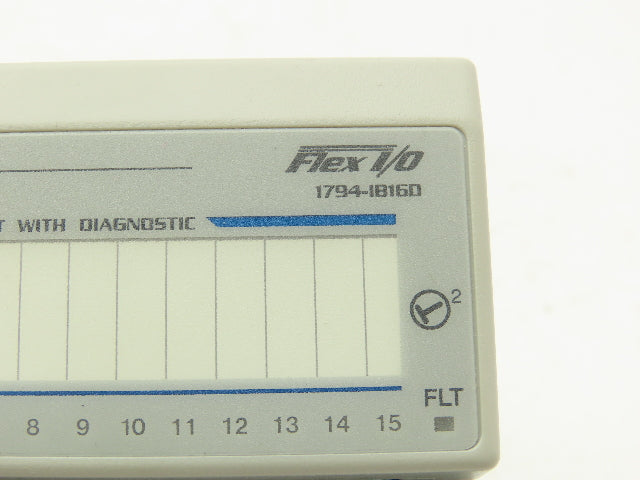 Flex I/O
1794-IB16D
T WITH DIAGNOSTIC
2
FLT
8 9 10 11 12 13 14 15